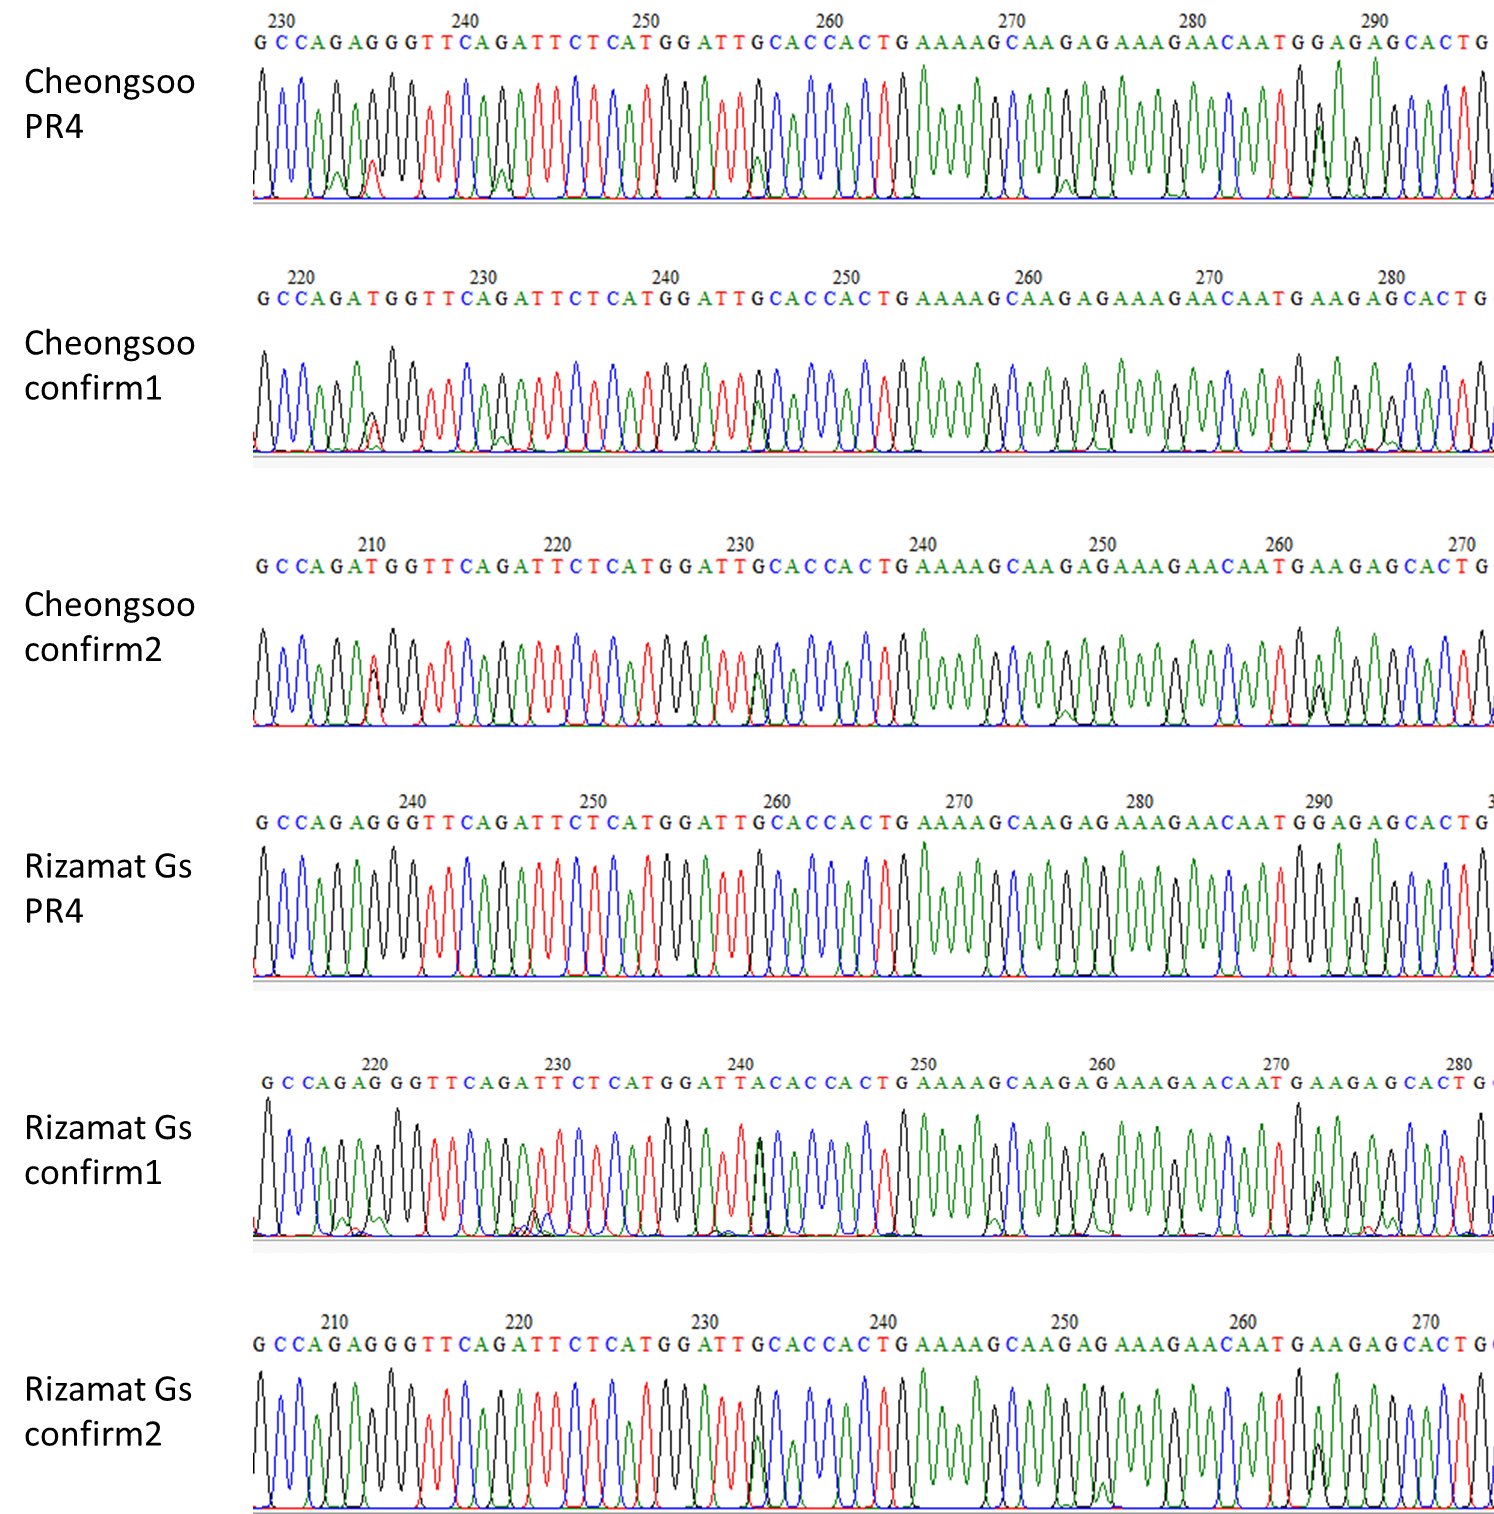 230 240 250 260 270 280 290
GCCAGAGGGTTCAGATTCTCATGGATTGCACCACTGAAAAGCAAGAGAAAGAACAATGGAGAGCACTG
Cheongsoo
PR4
220 230 240 250 260 270 280
GCCAGATGGTTCAGATTCTCATGGATTGCACCACTGAAAAGCAAGAGAAAGAACAATGAAGAGCACTG
Cheongsoo
confirm1
210 220 230 240 250 260 270
GCCAGATGGTTCAGATTCTCATGGATTGCACCACTGAAAAGCAAGAGAAAGAACAATGAAGAGCACTG
Cheongsoo
confirm2
240 250 260 270 280 290 3
GCCAGAGGGTTCAGATTCTCATGGATTGCACCACTGAAAAGCAAGAGAAAGAACAATGGAGAGCACTG
Rizamat Gs
PR4
220 230 240 250 260 270 280
GCCAGAGGGTTCAGATTCTCATGGATTACACCACTGAAAAGCAAGAGAAAGAACAATGAAGAGCACTG
Rizamat Gs
confirm1
210 220 230 240 250 260 270
GCCAGAGGGTTCAGATTCTCATGGATTGCACCACTGAAAAGCAAGAGAAAGAACAATGAAGAGCACTG
Rizamat Gs
confirm2